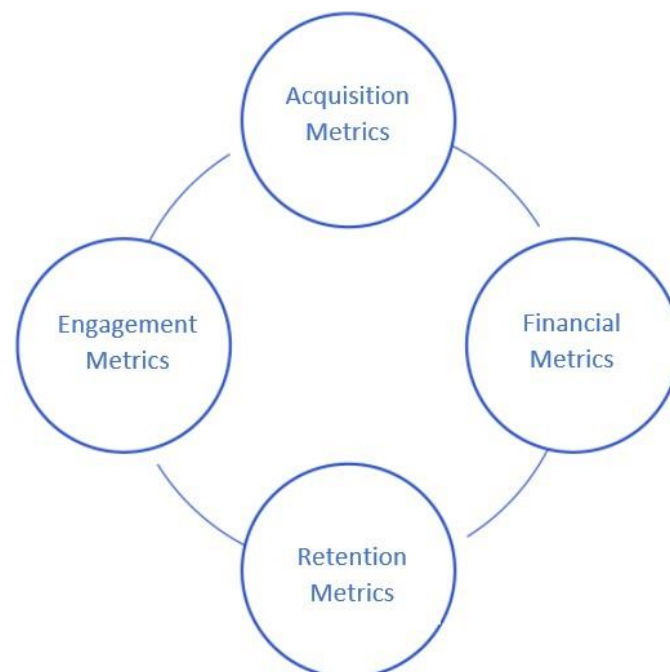 Acquisition
Metrics
Engagement
Metrics
Financial
Metrics
Retention
Metrics